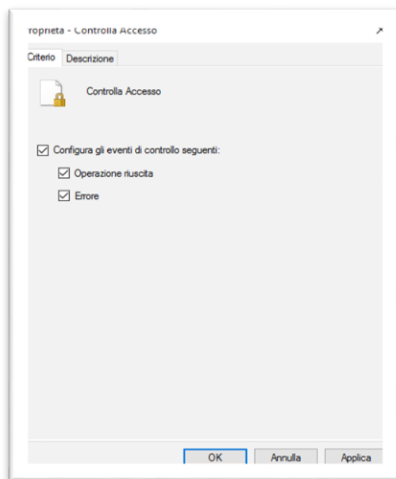 roprietà - Controlla Accesso
Criterio Descrizione
Controlla Accesso
Configura gli eventi di controllo seguenti:
Operazione riuscita
Errore
OK Annulla Applica